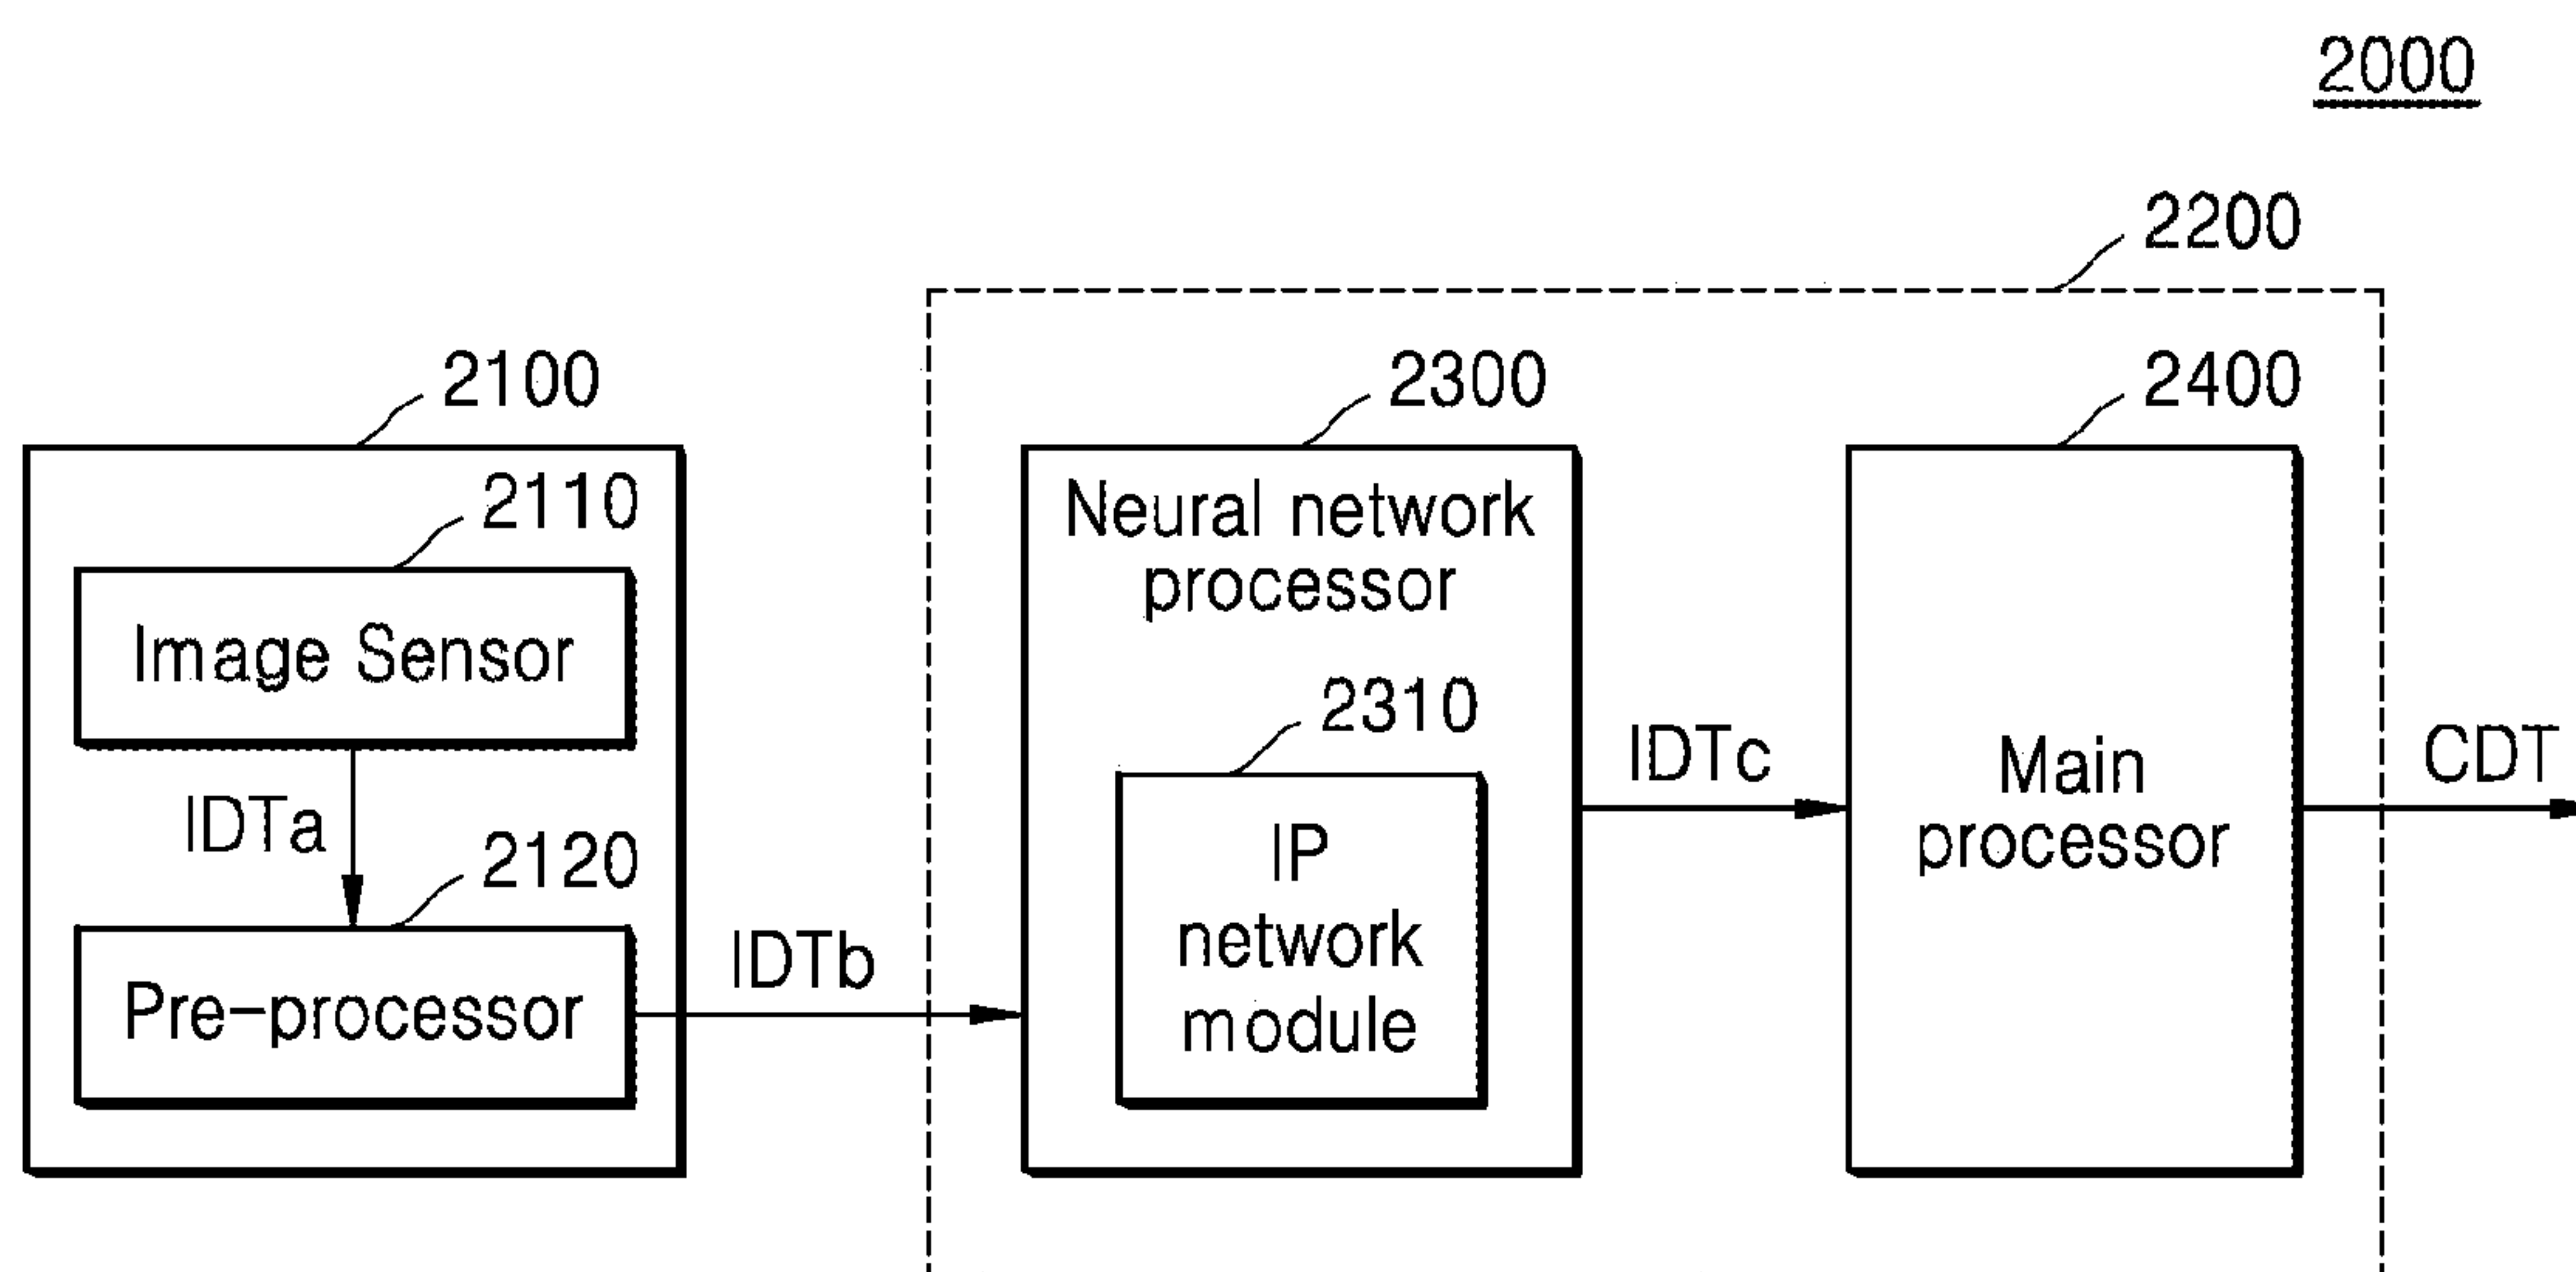 2000
2200
2100
2300
2400
2110
Neural network
processor
Image Sensor
2310
IDTa
2120
IP
network
module
IDTc
Main
processor
CDT
Pre-processor
IDTb